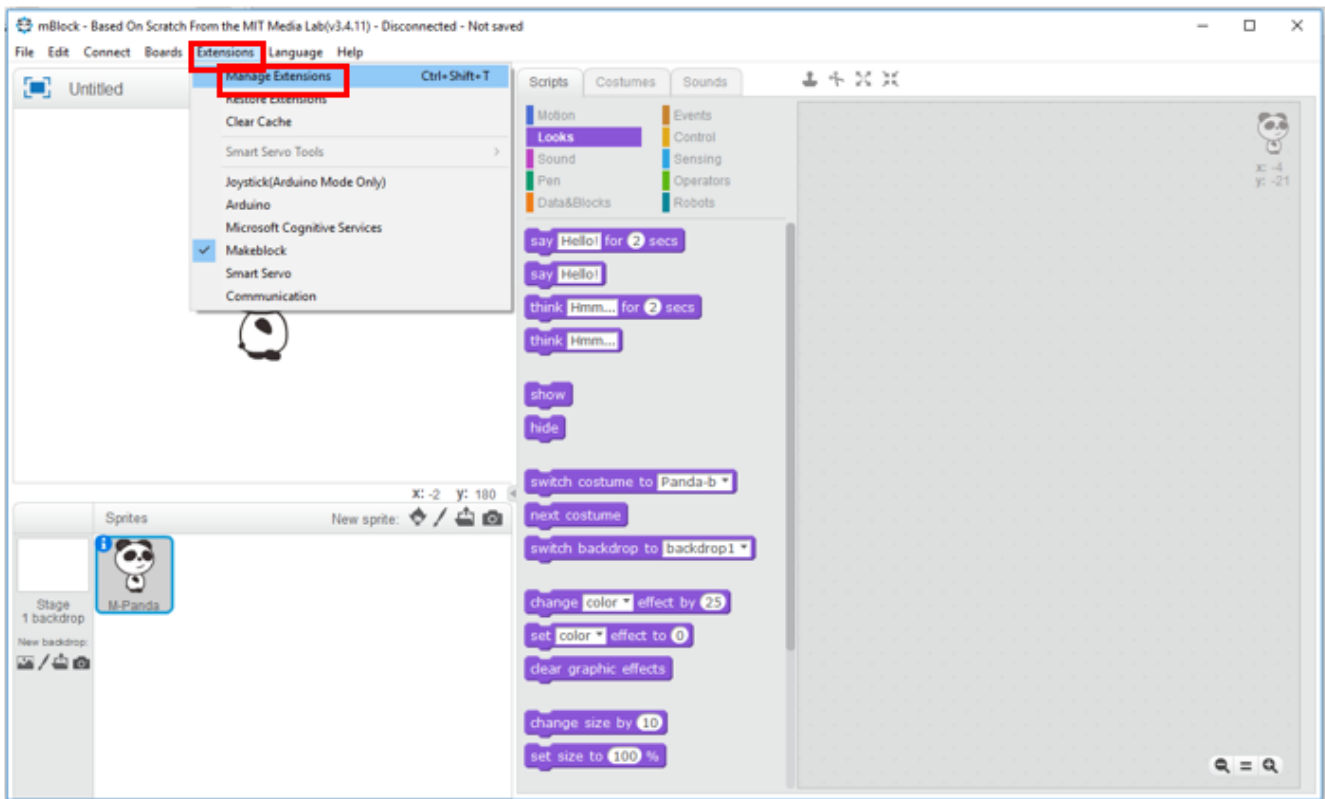 mBlock - Based On Scratch From the MIT Media Lab(v3.4.11) - Disconnected - Not saved
File Edit Connect Boards Extensions Language Help
Untitled
Manage Extensions Ctrl+Shift+T
Restore Extensions
Clear Cache
Smart Servo Tools
Joystick(Arduino Mode Only)
Arduino
Microsoft Cognitive Services
Makeblock
Smart Servo
Communication
x: -2 y: 180
Sprites New sprite:
M-Panda
Stage
1 backdrop
New backdrop:
Scripts Costumes Sounds
Motion Events
Looks Control
Sound Sensing
Pen Operators
Data&Blocks Robots
say Hello! for 2 secs
say Hello!
think Hmm... for 2 secs
think Hmm...
show
hide
switch costume to Panda-b
next costume
switch backdrop to backdrop1
change color effect by 25
set color effect to 0
clear graphic effects
change size by 10
set size to 100 %
x: -4
y: -21